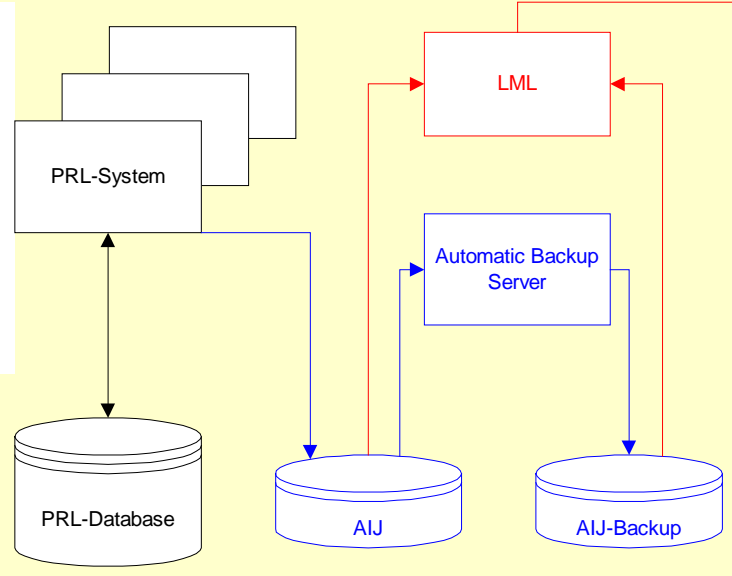 LML
PRL-System
Automatic Backup
Server
PRL-Database
AIJ
AIJ-Backup